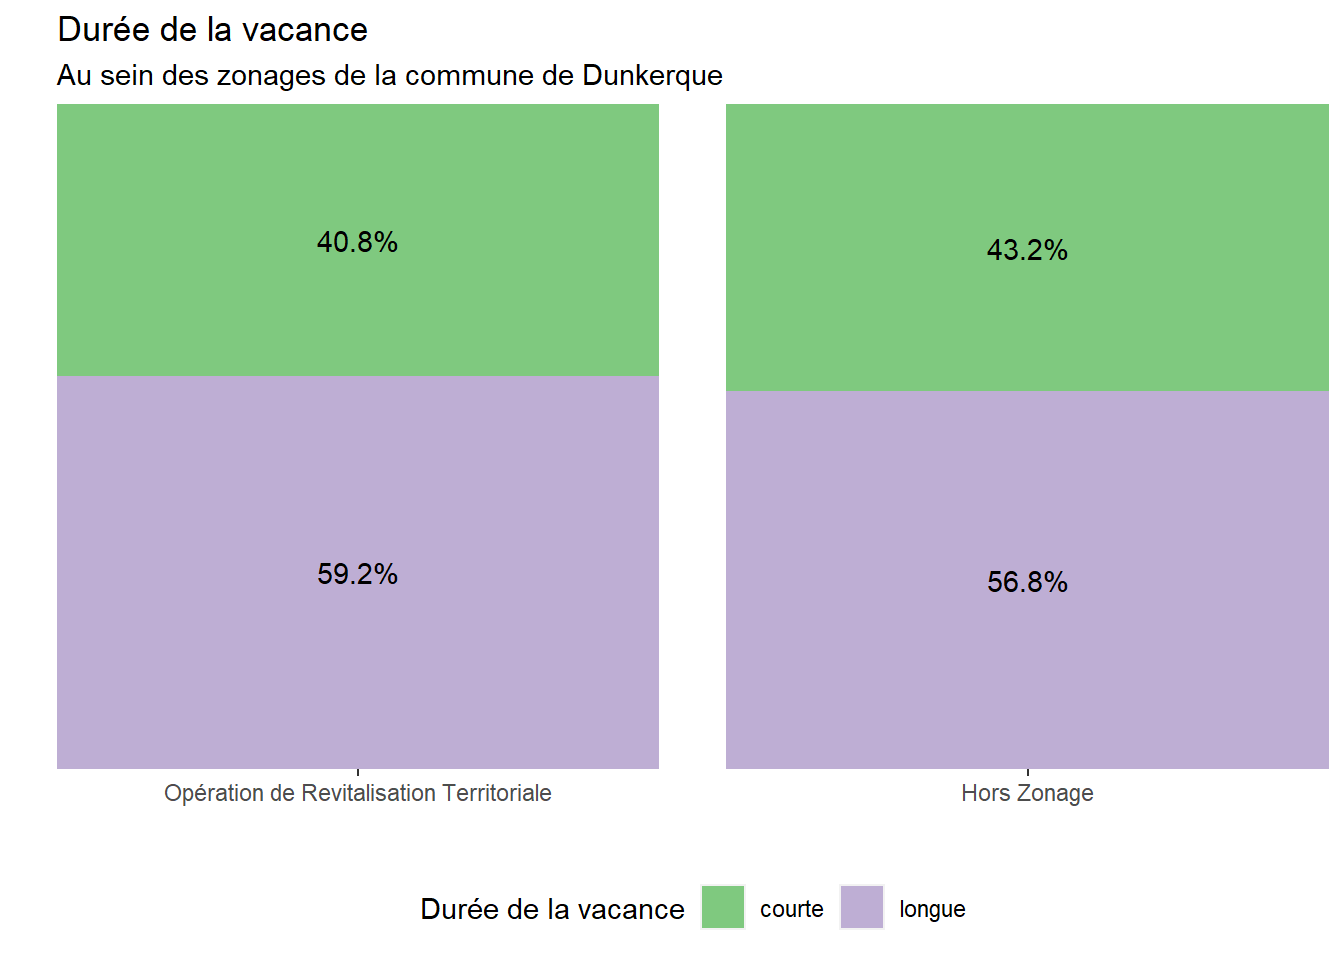 Durée de la vacance
Au sein des zonages de la commune de Dunkerque
40.8%
43.2%
59.2%
56.8%
Opération de Revitalisation Territoriale
Hors Zonage
Durée de la vacance courte longue